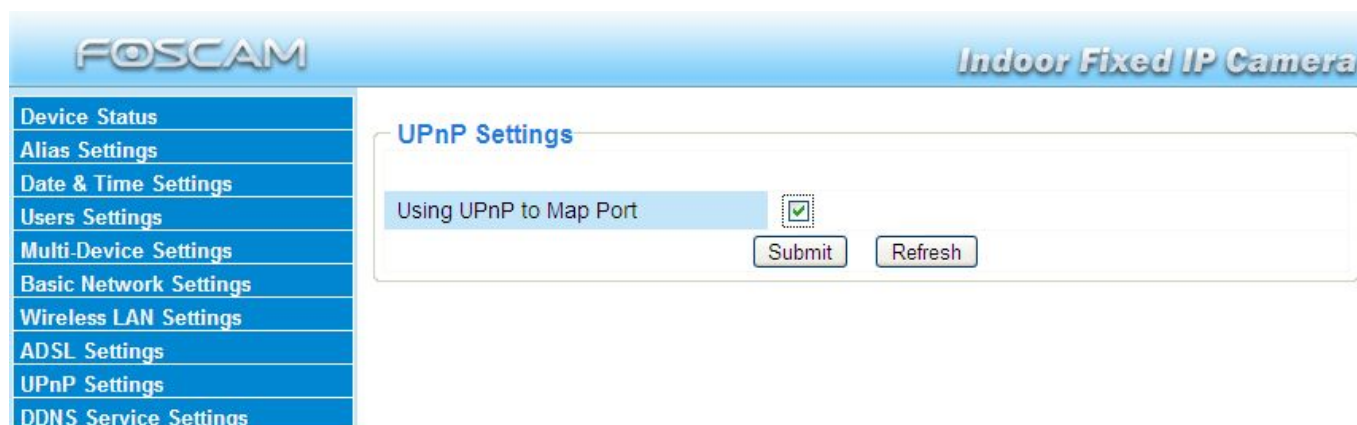 FOSCAM
Indoor Fixed IP Camera
Device Status
Alias Settings
Date & Time Settings
Users Settings
Multi-Device Settings
Basic Network Settings
Wireless LAN Settings
ADSL Settings
UPnP Settings
DDNS Service Settings
UPnP Settings
Using UPnP to Map Port
Submit Refresh